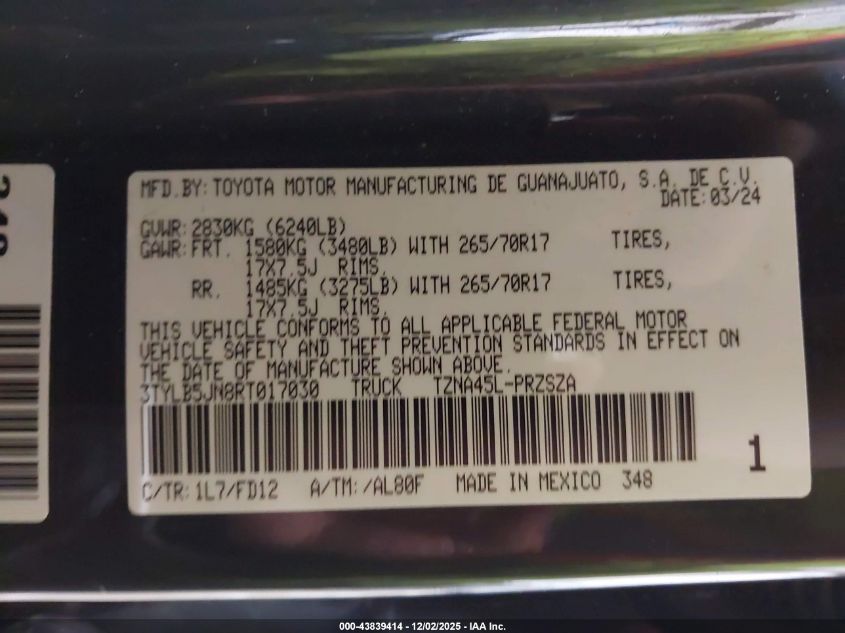 MFD.BY: TOYOTA MOTOR MANUFACTURING DE GUANAJUATO, S.A. DE C.V.
DATE: 03/24
GVWR: 2830KG (6240LB)
GAWR: FRT. 1580KG (3480LB) WITH 265/70R17 TIRES,
17X7.5J RIMS.
RR. 1485KG (3275LB) WITH 265/70R17 TIRES,
17X7.5J RIMS.
THIS VEHICLE CONFORMS TO ALL APPLICABLE FEDERAL MOTOR
VEHICLE SAFETY AND THEFT PREVENTION STANDARDS IN EFFECT ON
THE DATE OF MANUFACTURE SHOWN ABOVE.
3TYLB5JN8RT017030 TRUCK TZNA45L-PRZSZA
1
C/TR: 1L7/FD12 A/TM: /AL80F MADE IN MEXICO 348
000-43839414 - 12/02/2025 - IAA Inc.